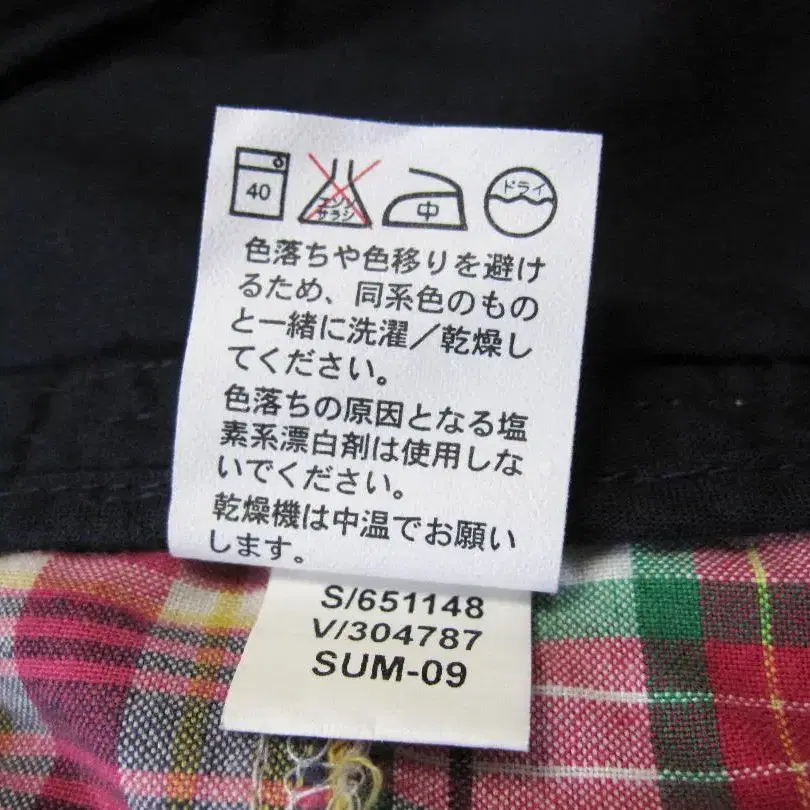 40
エンソ
サラシ
中
ドライ
色落ちや色移りを避け
るため、同系色のもの
と一緒に洗濯／乾燥し
てください。
色落ちの原因となる塩
素系漂白剤は使用しな
いでください。
乾燥機は中温でお願い
します。
S/651148
V/304787
SUM-09